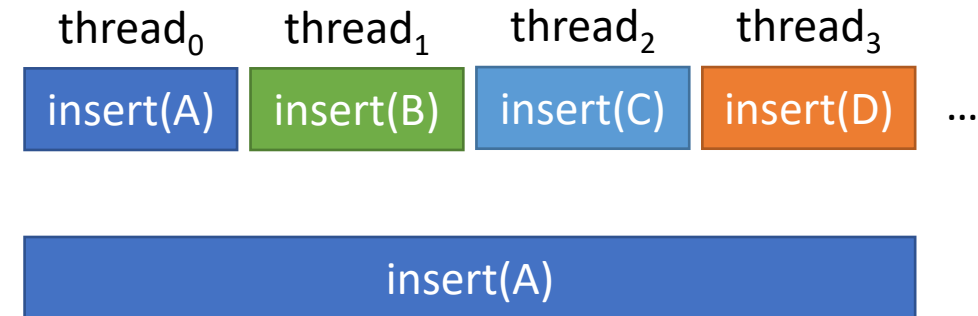 thread₀ thread₁ thread₂ thread₃
insert(A) insert(B) insert(C) insert(D) ...
insert(A)